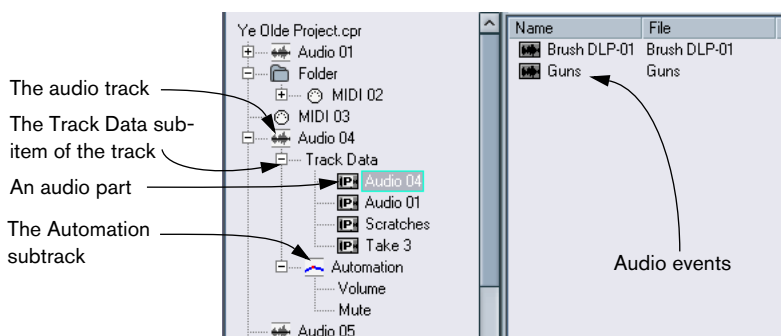 Ye Olde Project.cpr
Audio 01
Folder
MIDI 02
MIDI 03
Audio 04
Track Data
Audio 04
Audio 01
Scratches
Take 3
Automation
Volume
Mute
Audio 05
The audio track
The Track Data sub-
item of the track
An audio part
The Automation
subtrack
Name File
Brush DLP-01 Brush DLP-01
Guns Guns
Audio events